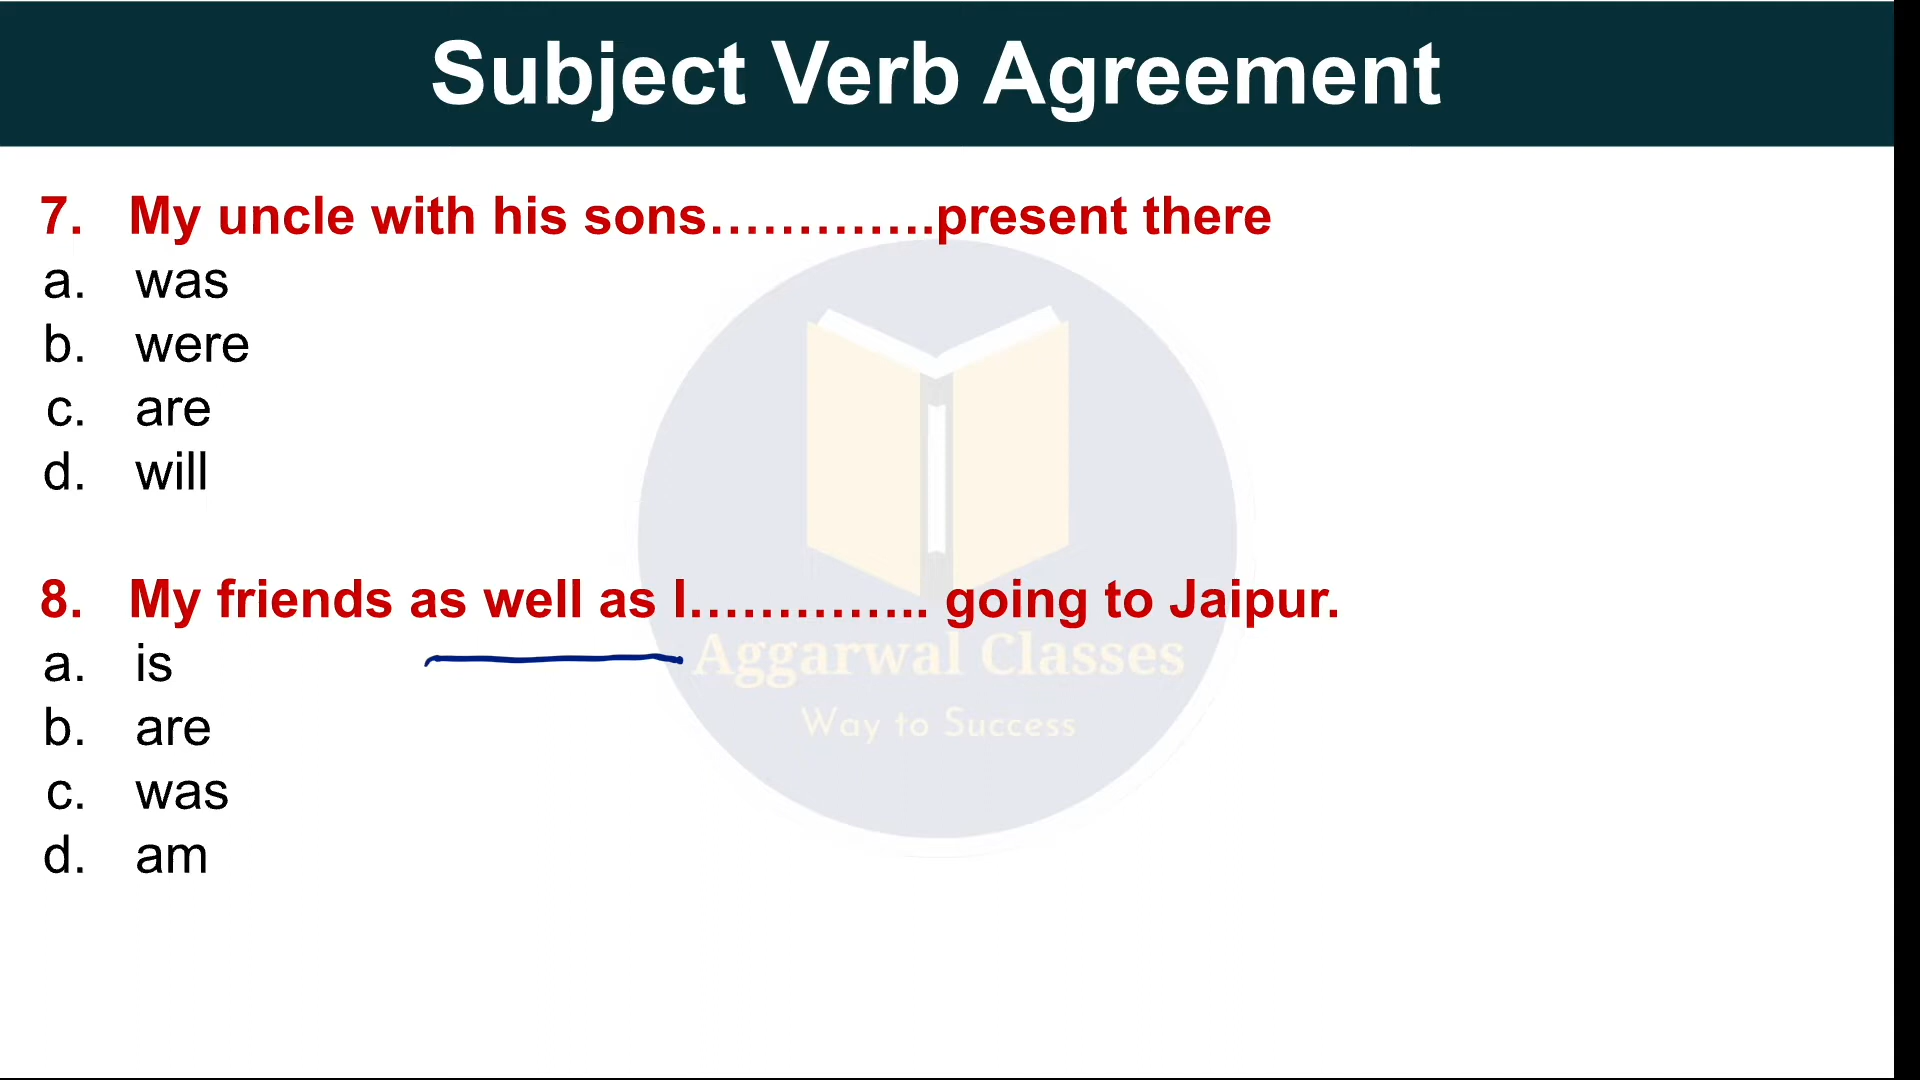 Subject Verb Agreement
7. My uncle with his sons………….present there
a. was
b. were
c. are
d. will
8. My friends as well as I………….. going to Jaipur.
a. is
Aggarwal Classes
b. are
Way to Success
c. was
d. am